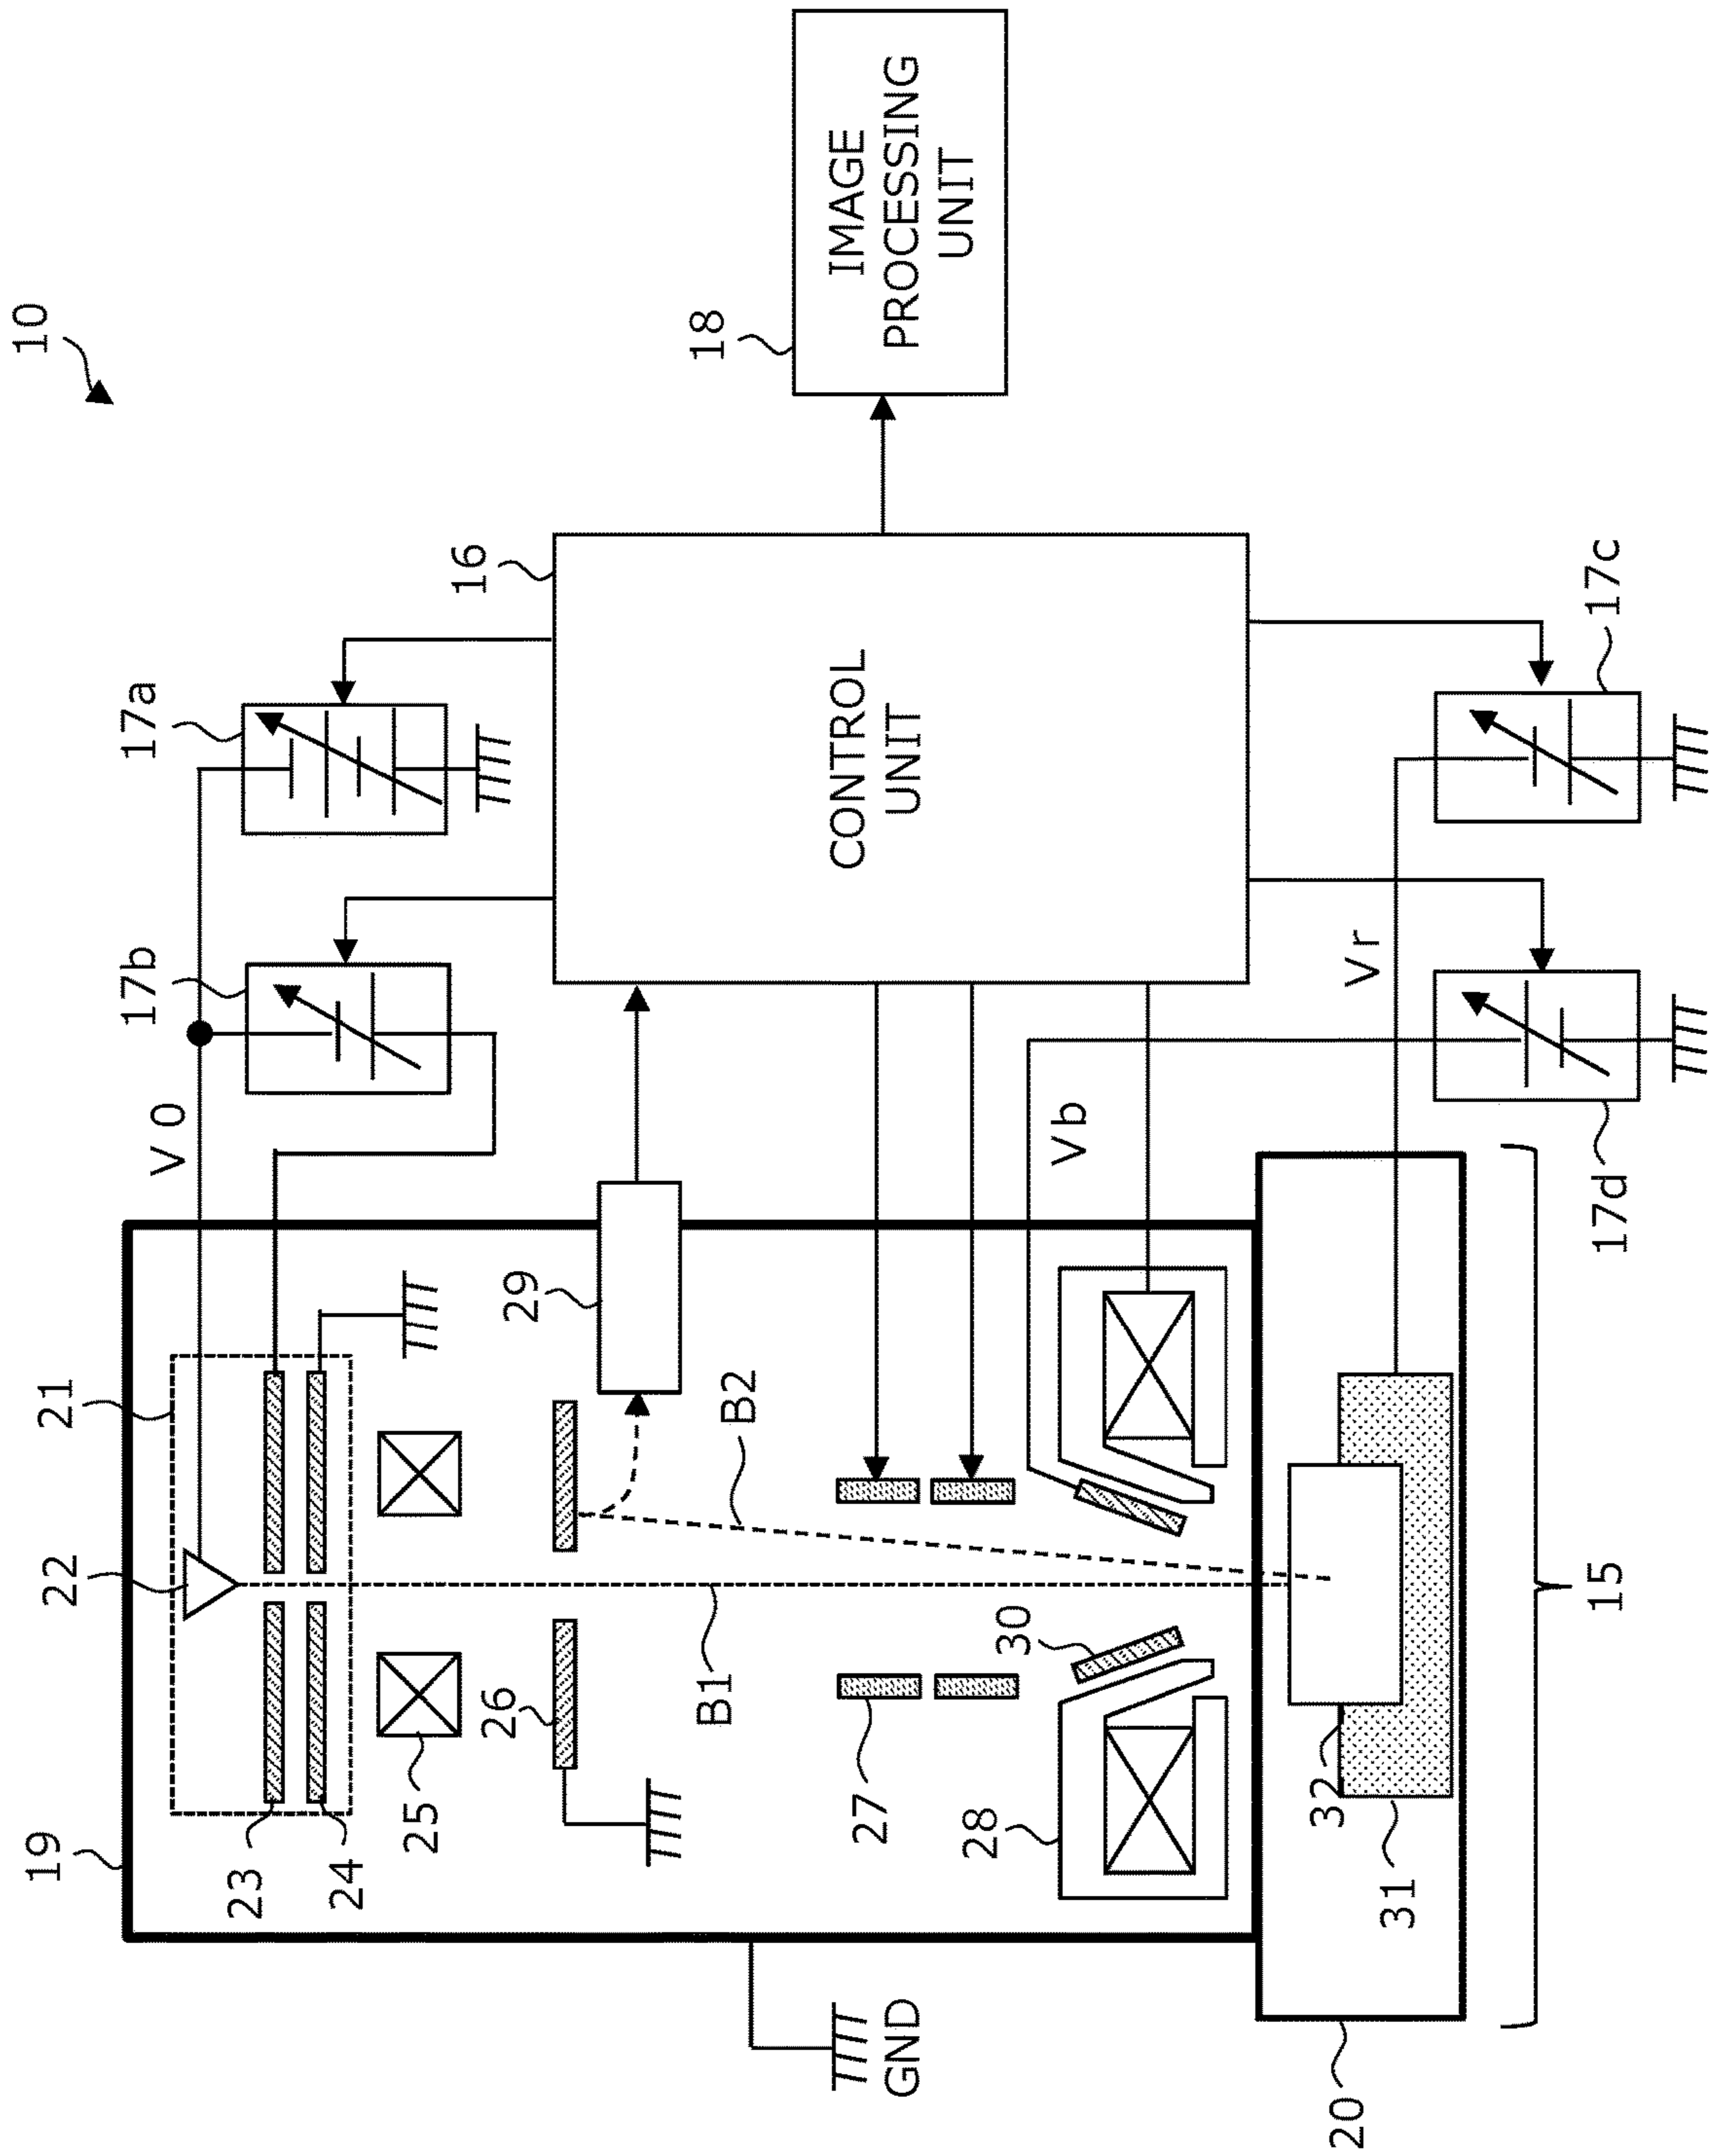 10
17a
17b
V0
16
CONTROL
UNIT
18
IMAGE
PROCESSING
UNIT
19
21
22
23
24
25
26
29
B1
B2
27
28
30
Vb
Vr
17c
17d
32
31
15
20
GND